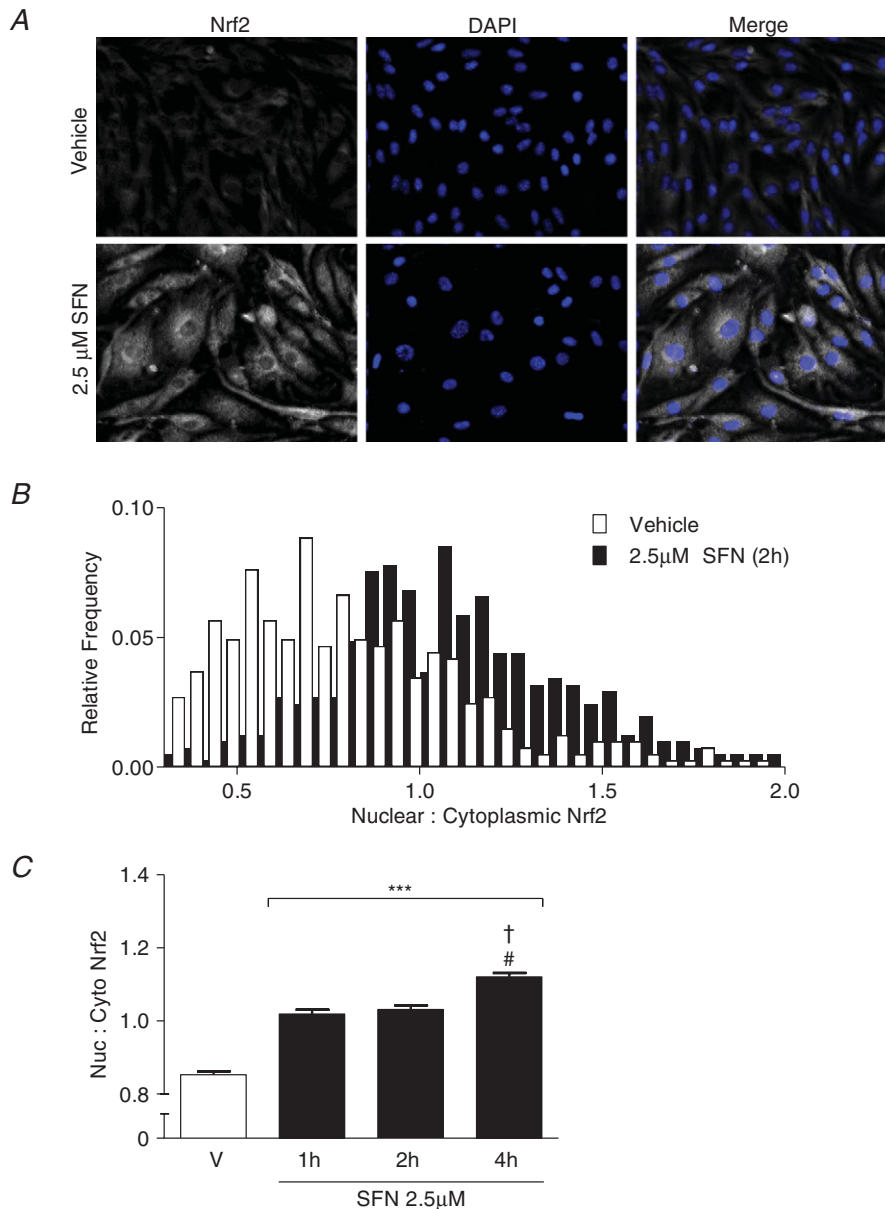 A
Nrf2 DAPI Merge
Vehicle
2.5 μM SFN
B
0.10
0.05
0.00
Relative Frequency
Vehicle
2.5μM SFN (2h)
0.5 1.0 1.5 2.0
Nuclear : Cytoplasmic Nrf2
C
1.4
1.2
1.0
0.8
0
Nuc : Cyto Nrf2
***
†
#
V 1h 2h 4h
SFN 2.5μM